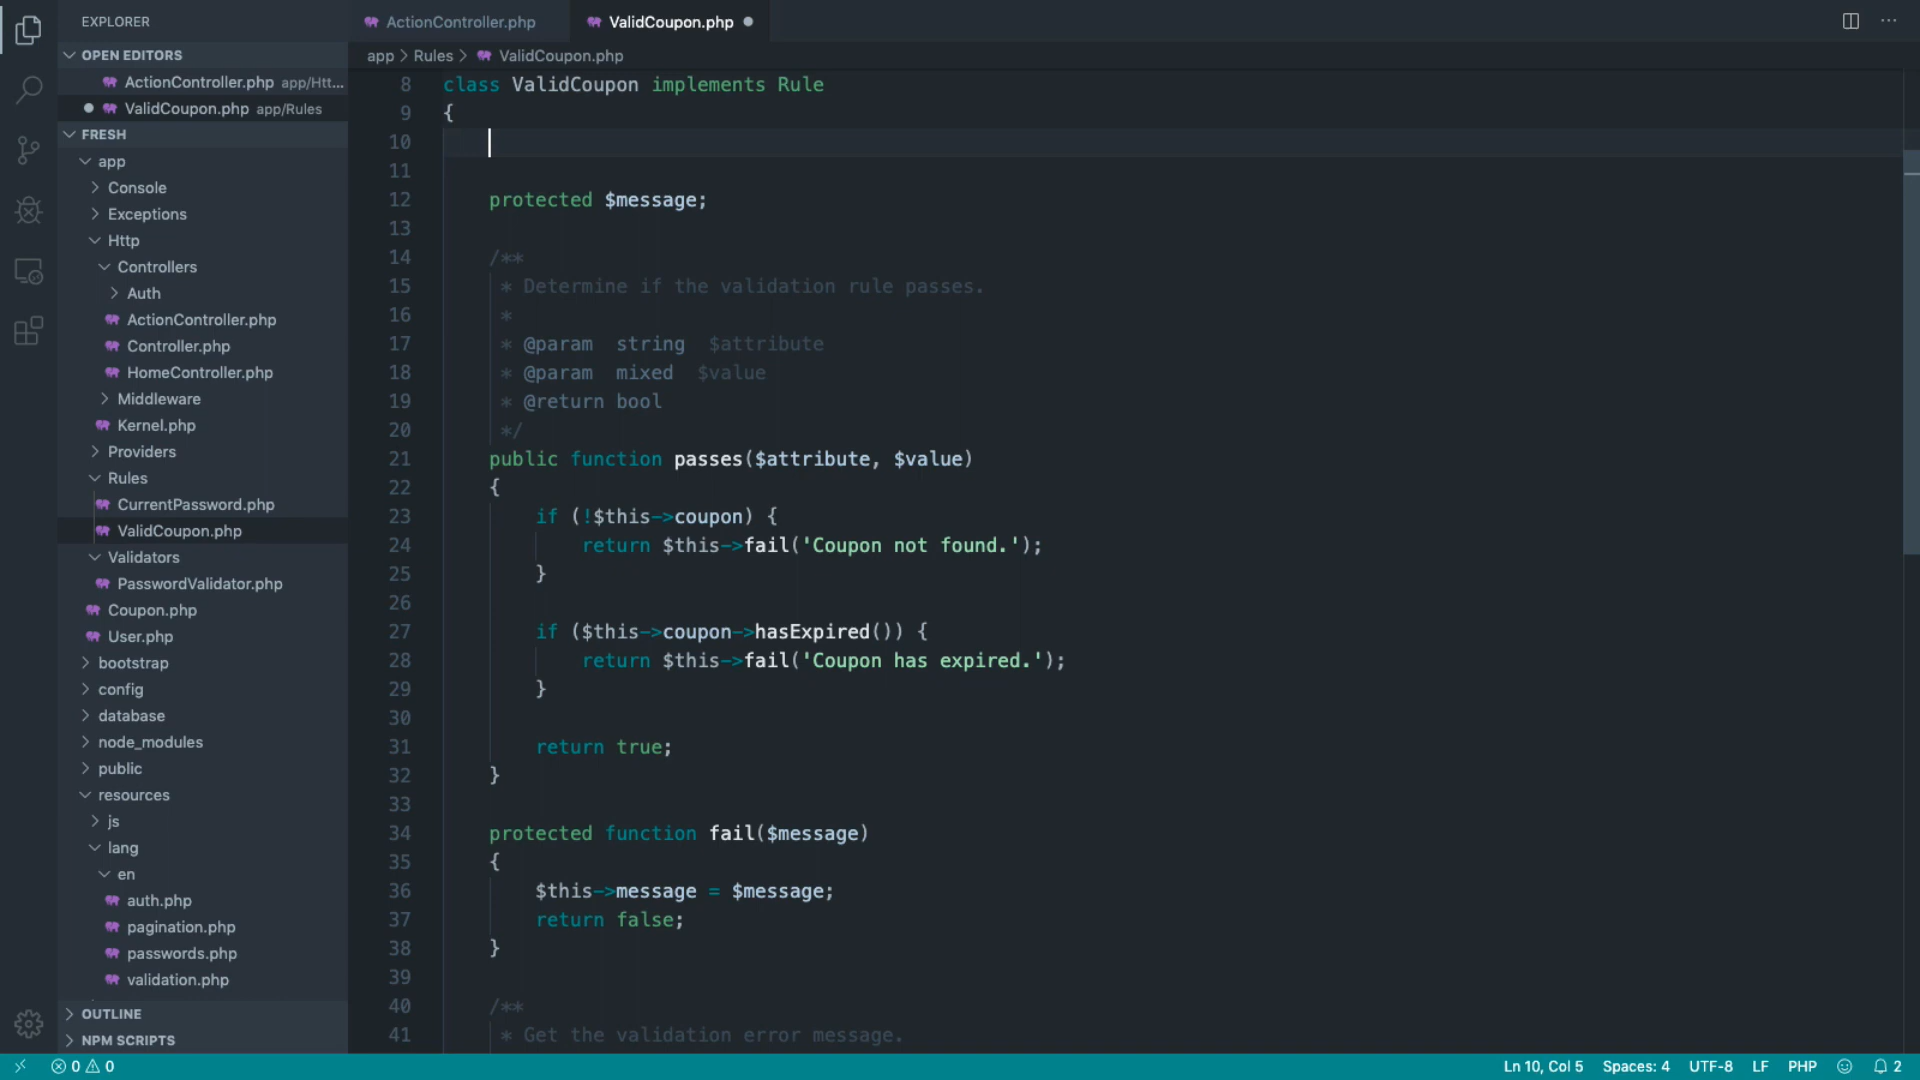 EXPLORER
OPEN EDITORS
ActionController.php app/Htt...
ValidCoupon.php app/Rules
FRESH
app
Console
Exceptions
Http
Controllers
Auth
ActionController.php
Controller.php
HomeController.php
Middleware
Kernel.php
Providers
Rules
CurrentPassword.php
ValidCoupon.php
Validators
PasswordValidator.php
Coupon.php
User.php
bootstrap
config
database
node_modules
public
resources
js
lang
en
auth.php
pagination.php
passwords.php
validation.php
OUTLINE
NPM SCRIPTS
ActionController.php
ValidCoupon.php
app > Rules > ValidCoupon.php
8 class ValidCoupon implements Rule
9 {
10
11
12 protected $message;
13
14 /**
15 * Determine if the validation rule passes.
16 *
17 * @param  string  $attribute
18 * @param  mixed  $value
19 * @return bool
20 */
21 public function passes($attribute, $value)
22 {
23 if (!$this->coupon) {
24 return $this->fail('Coupon not found.');
25 }
26
27 if ($this->coupon->hasExpired()) {
28 return $this->fail('Coupon has expired.');
29 }
30
31 return true;
32 }
33
34 protected function fail($message)
35 {
36 $this->message = $message;
37 return false;
38 }
39
40 /**
41 * Get the validation error message.
0 0
Ln 10, Col 5 Spaces: 4 UTF-8 LF PHP 2